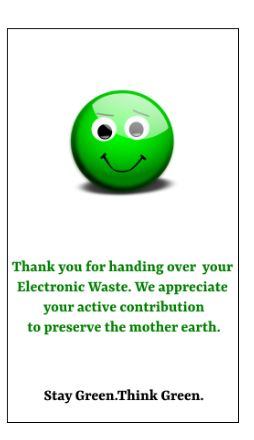 Thank you for handing over your
Electronic Waste. We appreciate
your active contribution
to preserve the mother earth.
Stay Green.Think Green.